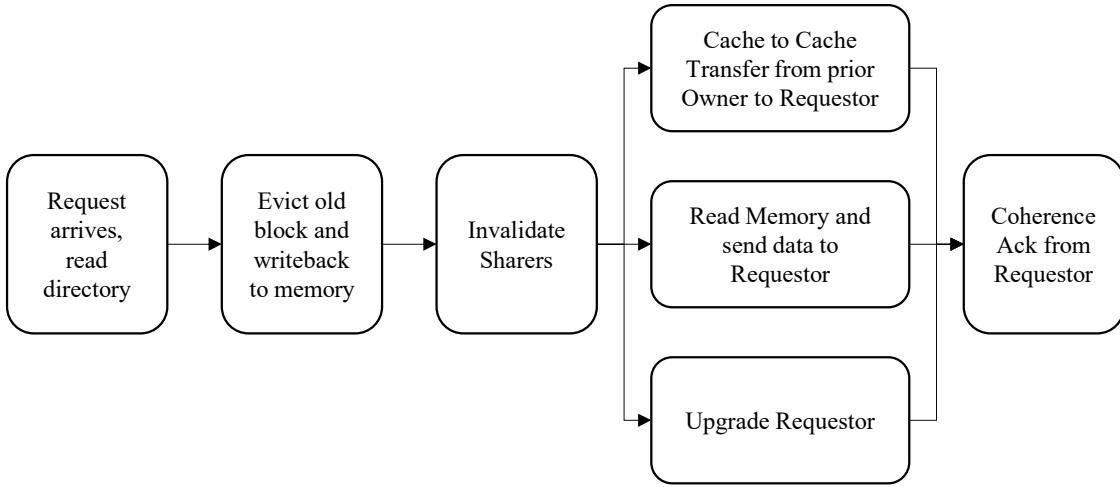 Request
arrives,
read
directory
Evict old
block and
writeback
to memory
Invalidate
Sharers
Cache to Cache
Transfer from prior
Owner to Requestor
Read Memory and
send data to
Requestor
Upgrade Requestor
Coherence
Ack from
Requestor